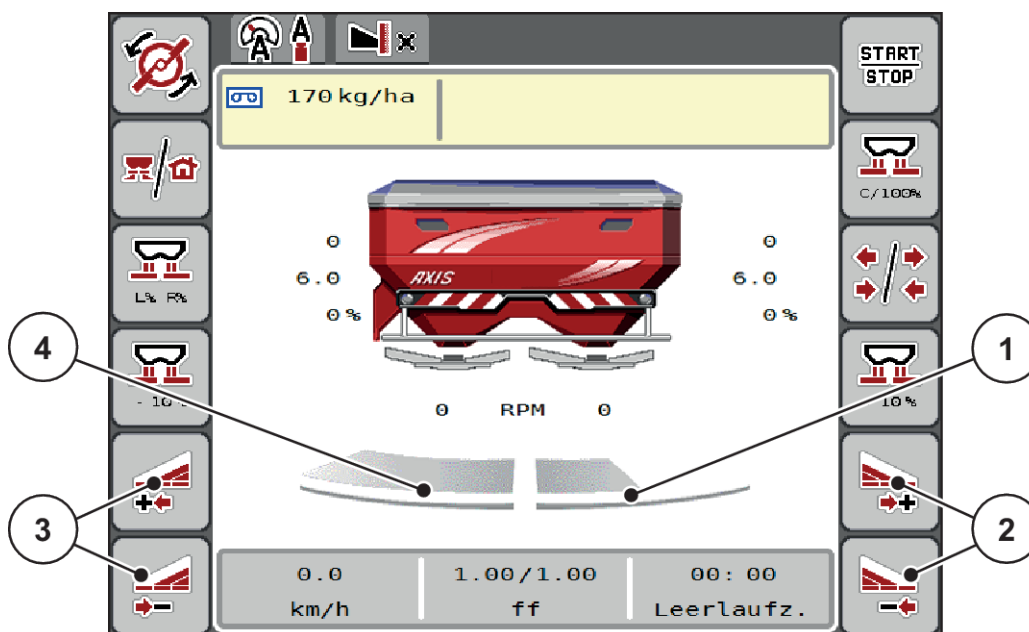 A A
x
START
STOP
170 kg/ha
C/100%
0 0
6.0 AXIS 6.0
0% 0%
L% R%
4
1
- 10 %
10 %
0 RPM 0
3
2
0.0 1.00/1.00 00:00
km/h ff Leerlaufz.